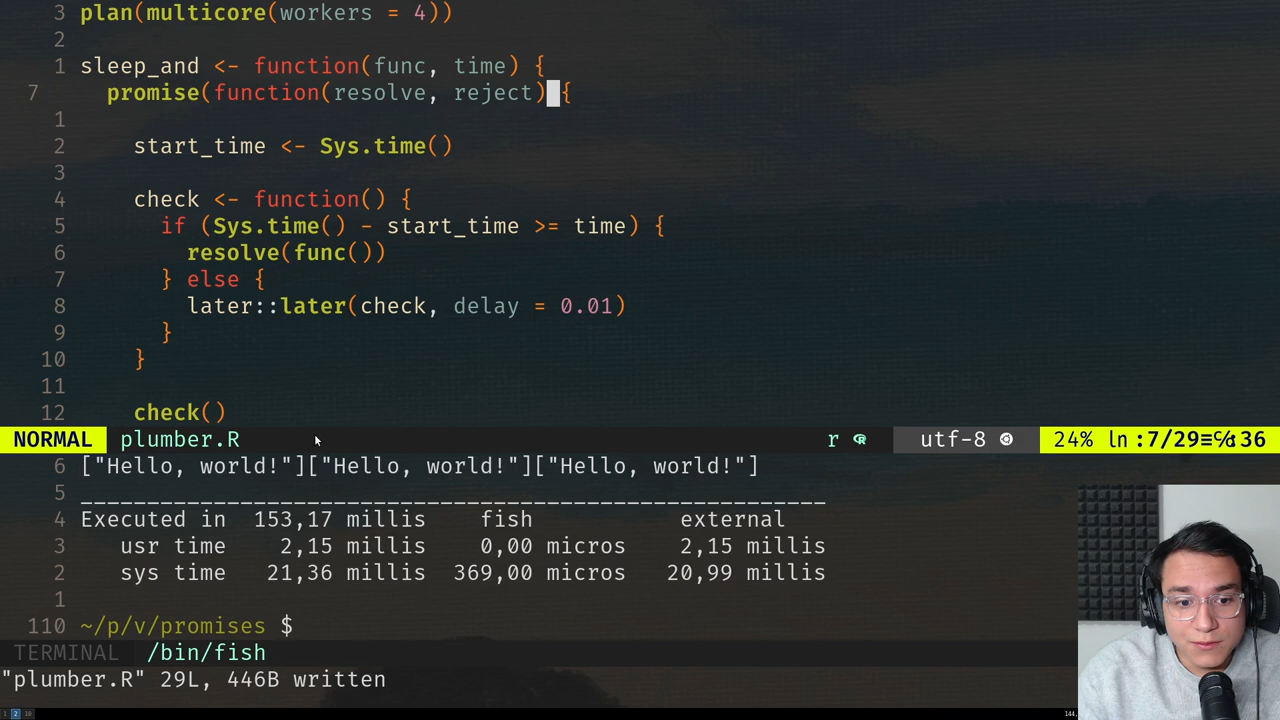 3 plan(multicore(workers = 4))
2
1 sleep_and <- function(func, time) {
7 promise(function(resolve, reject) {
1
2 start_time <- Sys.time()
3
4 check <- function() {
5 if (Sys.time() - start_time >= time) {
6 resolve(func())
7 } else {
8 later::later(check, delay = 0.01)
9 }
10 }
11
12 check()
NORMAL plumber.R r utf-8 24% ln :7/29≡℅:36
6 ["Hello, world!"]["Hello, world!"]["Hello, world!"]
5 ________________________________________________________
4 Executed in 153,17 millis fish external
3 usr time 2,15 millis 0,00 micros 2,15 millis
2 sys time 21,36 millis 369,00 micros 20,99 millis
1
110 ~/p/v/promises $
TERMINAL /bin/fish
"plumber.R" 29L, 446B written
1 2 10 144,